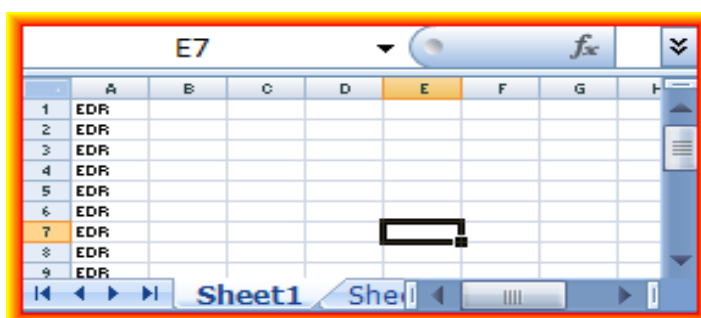 E7 fx
A B C D E F G H
1 EDR
2 EDR
3 EDR
4 EDR
5 EDR
6 EDR
7 EDR
8 EDR
9 EDR
Sheet1 She